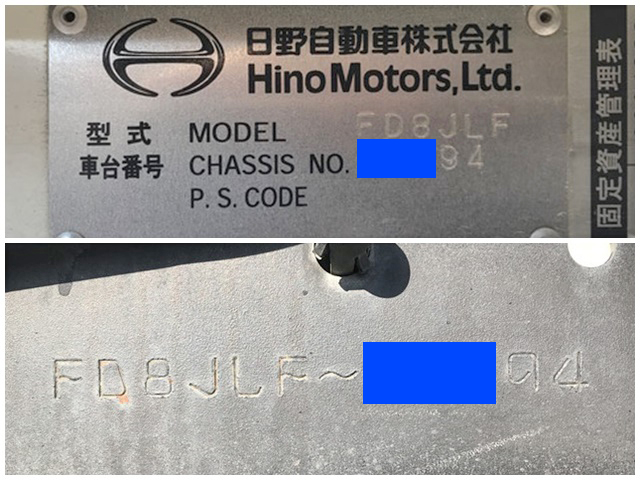 日野自動車株式会社
Hino Motors, Ltd.
型式 MODEL FD8JLF
車台番号 CHASSIS NO. 94
P.S.CODE
固定資産管理表
FD8JLF~ 94